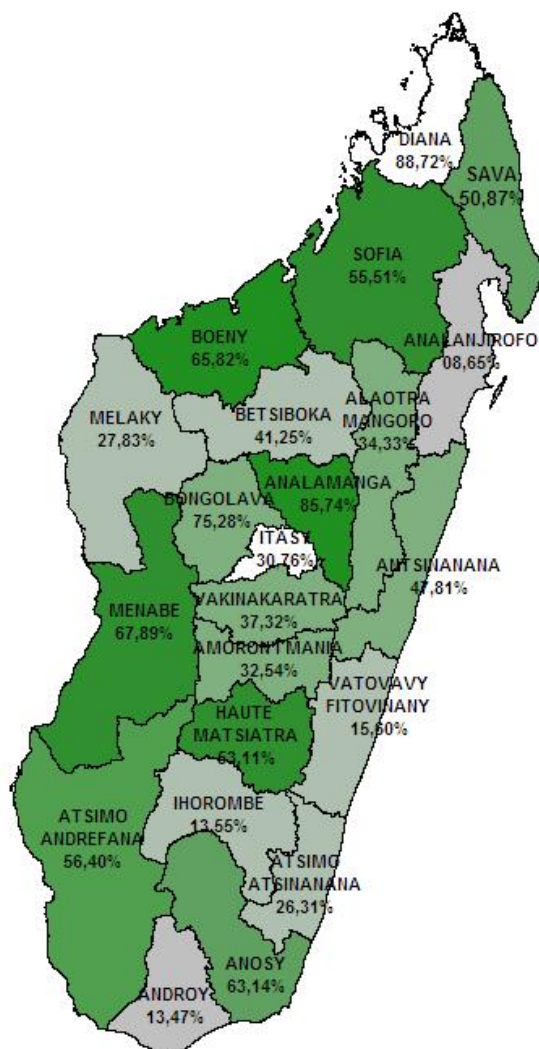 DIANA
88,72%
SAVA
50,87%
SOFIA
55,51%
ANALANJIROFO
08,65%
BOENY
65,82%
MELAKY
27,83%
BETSIBOKA
41,25%
ALAOTRA
MANGORO
34,33%
ANALAMANGA
85,74%
BONGOLAVA
75,28%
ITASY
30,76%
ANTSINANANA
47,81%
VAKINAKARATRA
37,32%
MENABE
67,89%
AMORONTMANIA
32,54%
VATOVAVY
FITOVINANY
15,60%
HAUTE
MATSIATRA
53,11%
IHOROMBE
13,55%
ATSIMO
ANDREFANA
56,40%
ATSIMO
ATSINANANA
26,31%
ANOSY
63,14%
ANDROY
13,47%